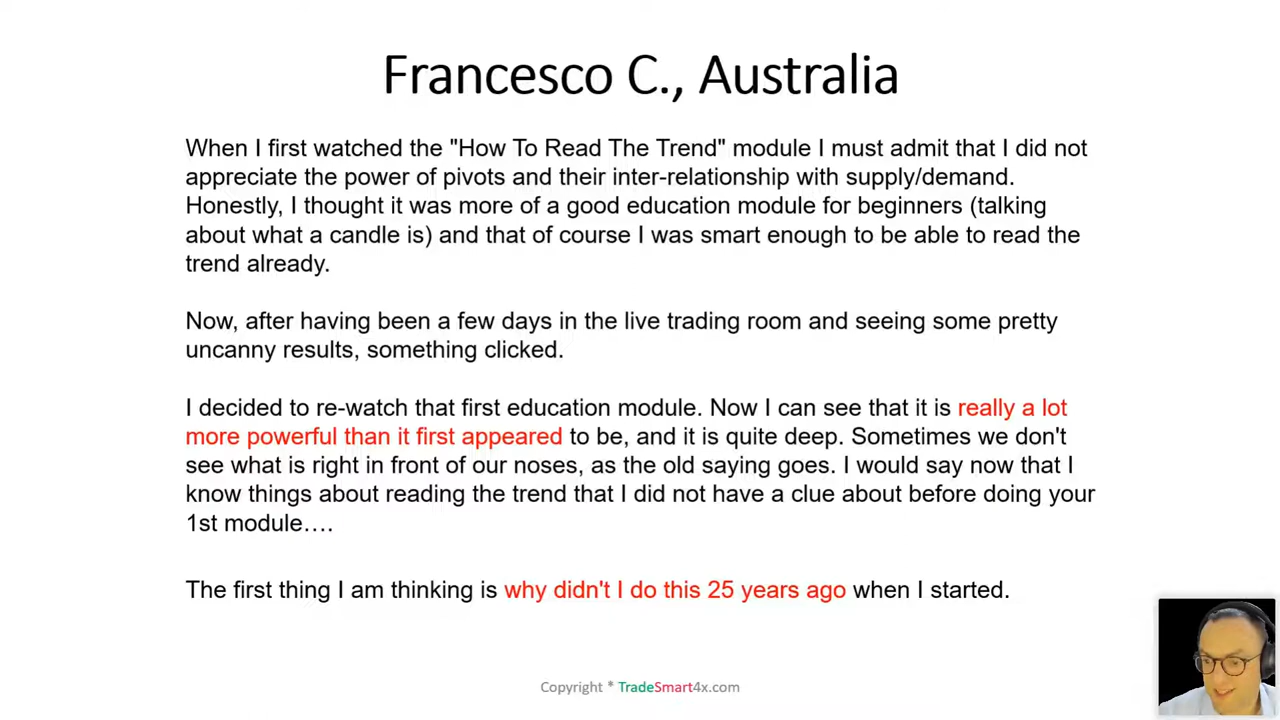 Francesco C., Australia
When I first watched the "How To Read The Trend" module I must admit that I did not
appreciate the power of pivots and their inter-relationship with supply/demand.
Honestly, I thought it was more of a good education module for beginners (talking
about what a candle is) and that of course I was smart enough to be able to read the
trend already.
Now, after having been a few days in the live trading room and seeing some pretty
uncanny results, something clicked.
I decided to re-watch that first education module. Now I can see that it is really a lot
more powerful than it first appeared to be, and it is quite deep. Sometimes we don't
see what is right in front of our noses, as the old saying goes. I would say now that I
know things about reading the trend that I did not have a clue about before doing your
1st module….
The first thing I am thinking is why didn't I do this 25 years ago when I started.
Copyright * TradeSmart4x.com